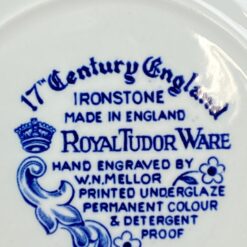 17th Century England
IRONSTONE
MADE IN ENGLAND
ROYAL TUDOR WARE
HAND ENGRAVED BY
W.N. MELLOR
PRINTED UNDERGLAZE
PERMANENT COLOUR
& DETERGENT
PROOF